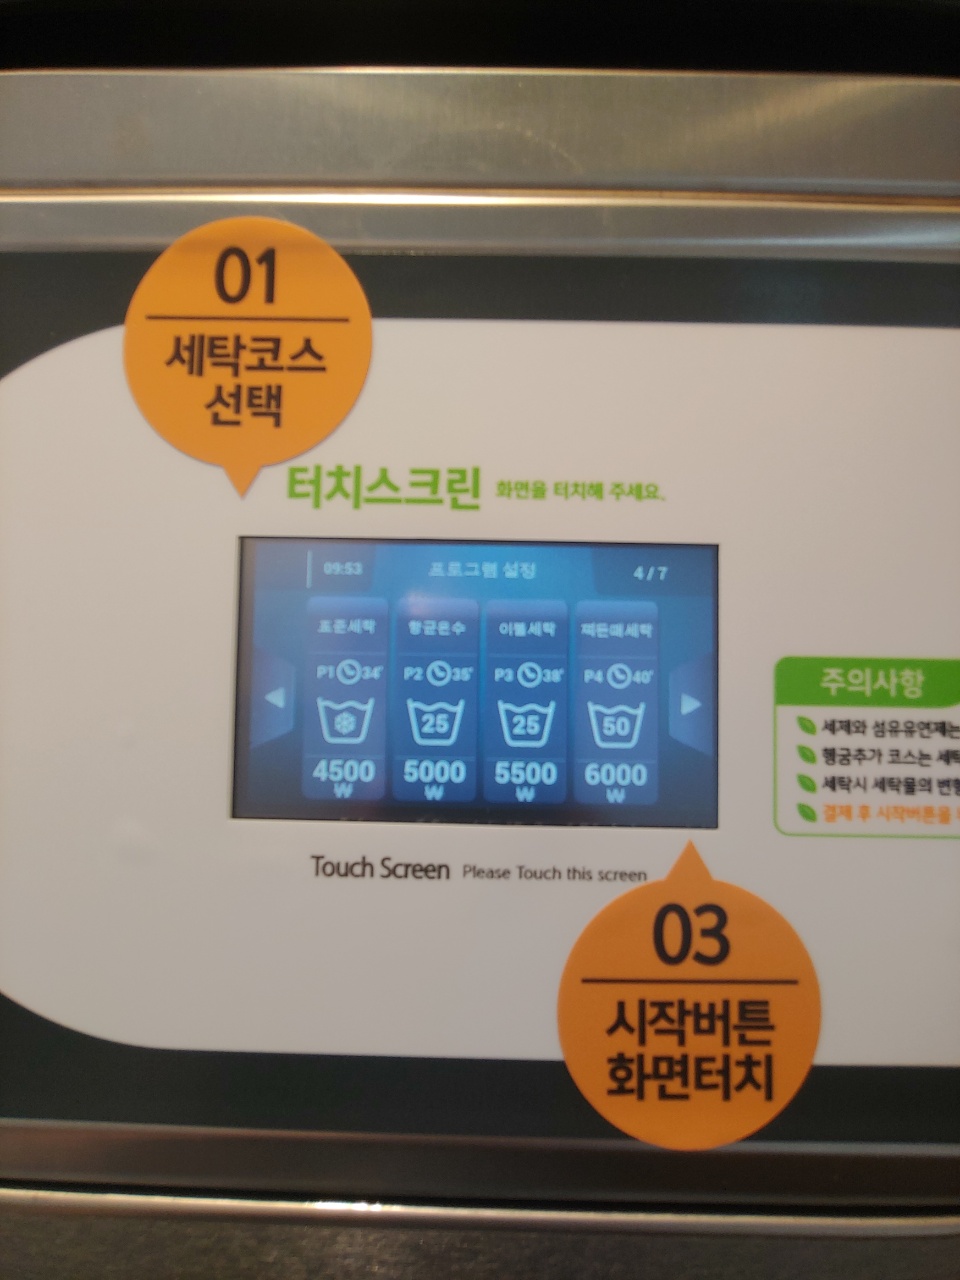 01
세탁코스
선택
터치스크린 화면을 터치해 주세요.
09:53 프로그램 설정 4/7
표준세탁 항균온수 이불세탁 찌든때세탁
P1 34' P2 35' P3 38' P4 40'
25 25 50
4500 5000 5500 6000
₩ ₩ ₩ ₩
Touch Screen Please Touch this screen
주의사항
세제와 섬유유연제는
헹굼추가 코스는 세탁
세탁시 세탁물의 변형
결제 후 시작버튼을
03
시작버튼
화면터치